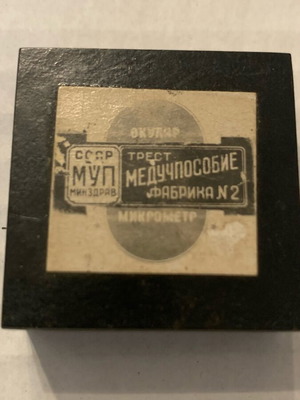 ОКУЛЯР
СССР
МУП
МИНЗДРАВ
ТРЕСТ
МЕДУЧПОСОБИЕ
ФАБРИКА №2
МИКРОМЕТР